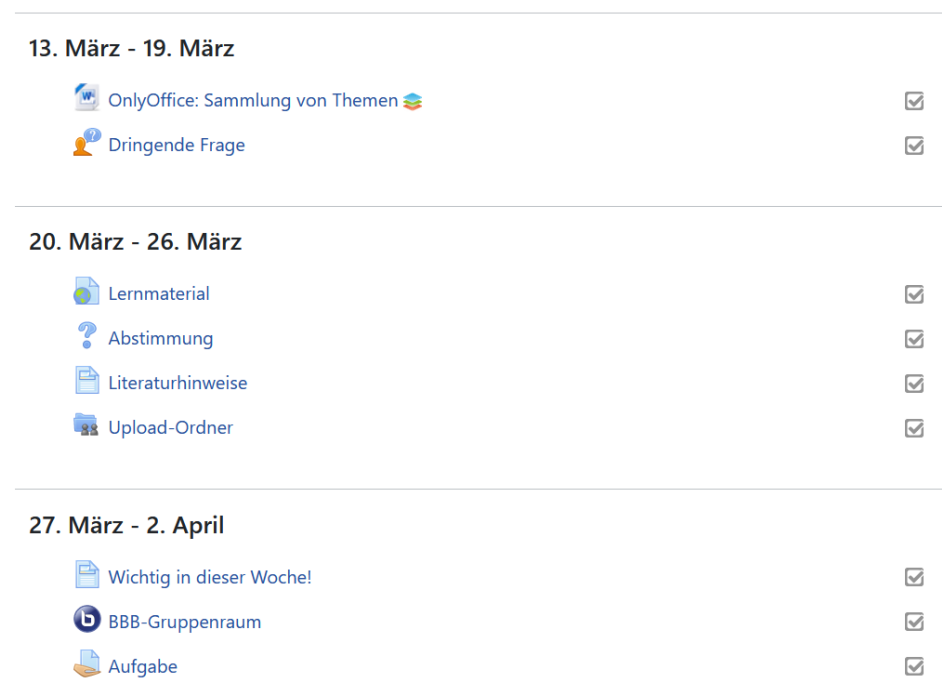 13. März - 19. März
OnlyOffice: Sammlung von Themen
Dringende Frage
20. März - 26. März
Lernmaterial
Abstimmung
Literaturhinweise
Upload-Ordner
27. März - 2. April
Wichtig in dieser Woche!
BBB-Gruppenraum
Aufgabe